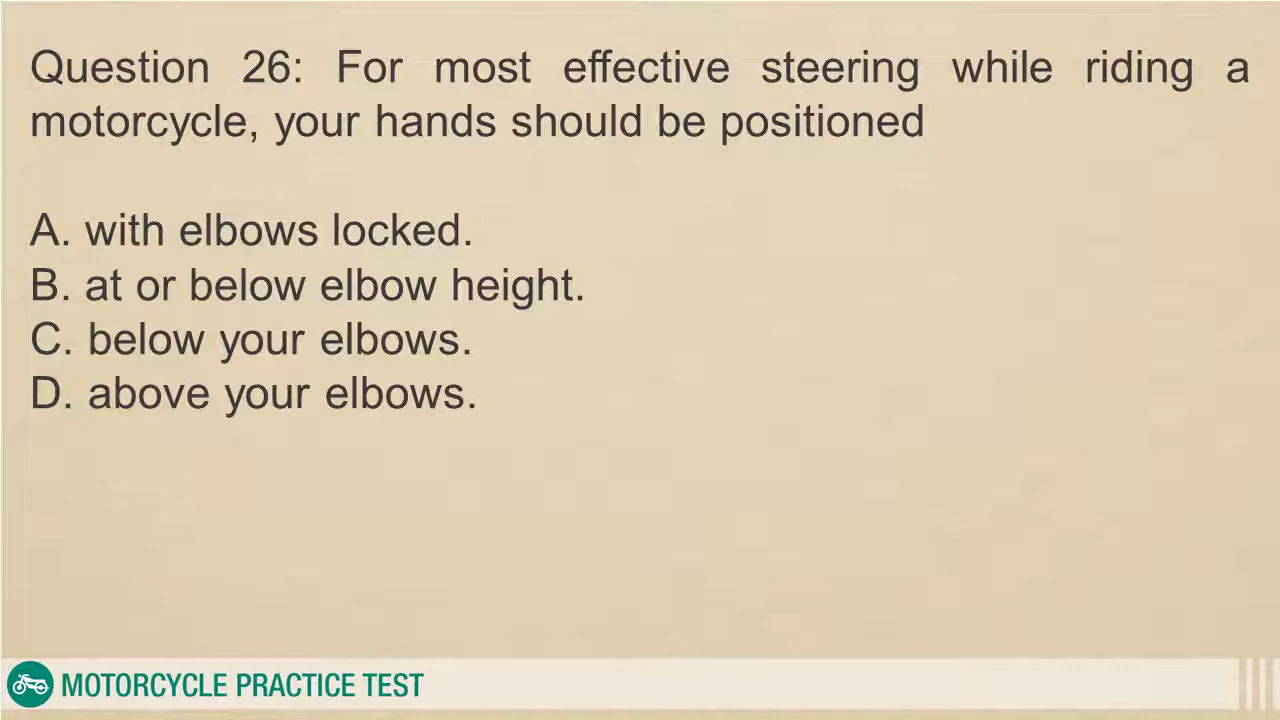 Question 26: For most effective steering while riding a
motorcycle, your hands should be positioned
A. with elbows locked.
B. at or below elbow height.
C. below your elbows.
D. above your elbows.
MOTORCYCLE PRACTICE TEST